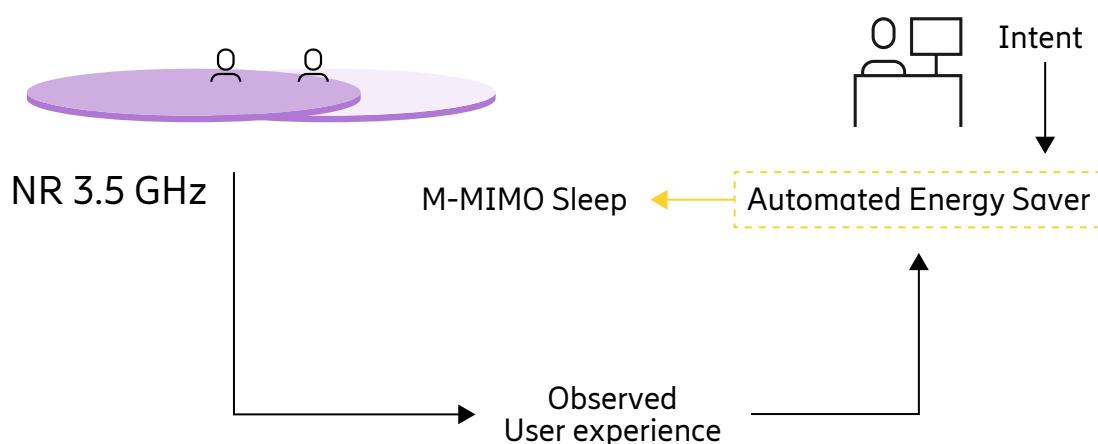 Intent
NR 3.5 GHz
M-MIMO Sleep
Automated Energy Saver
Observed
User experience